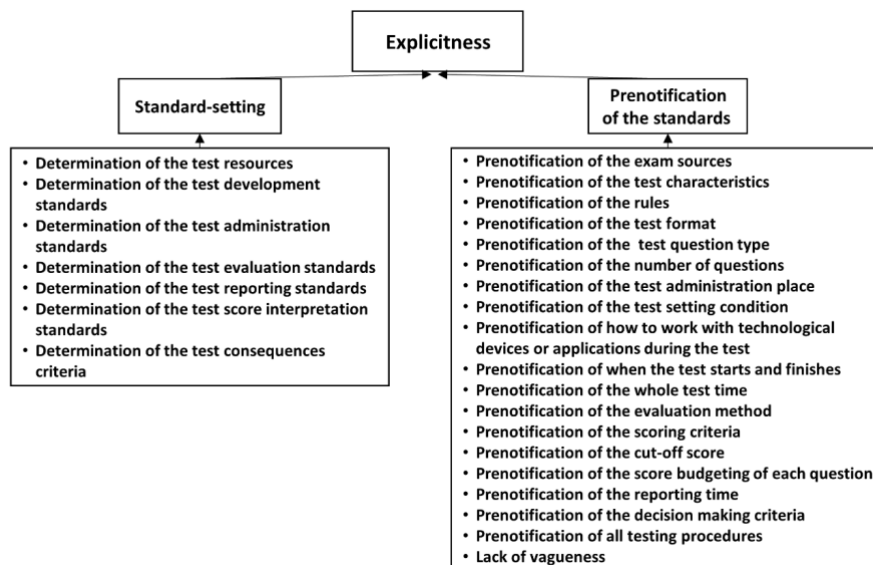 Explicitness
Standard-setting
Prenotification
of the standards
• Determination of the test resources
• Determination of the test development
standards
• Determination of the test administration
standards
• Determination of the test evaluation standards
• Determination of the test reporting standards
• Determination of the test score interpretation
standards
• Determination of the test consequences
criteria
• Prenotification of the exam sources
• Prenotification of the test characteristics
• Prenotification of the rules
• Prenotification of the test format
• Prenotification of the  test question type
• Prenotification of the number of questions
• Prenotification of the test administration place
• Prenotification of the test setting condition
• Prenotification of how to work with technological
devices or applications during the test
• Prenotification of when the test starts and finishes
• Prenotification of the whole test time
• Prenotification of the evaluation method
• Prenotification of the scoring criteria
• Prenotification of the cut-off score
• Prenotification of the score budgeting of each question
• Prenotification of the reporting time
• Prenotification of the decision making criteria
• Prenotification of all testing procedures
• Lack of vagueness